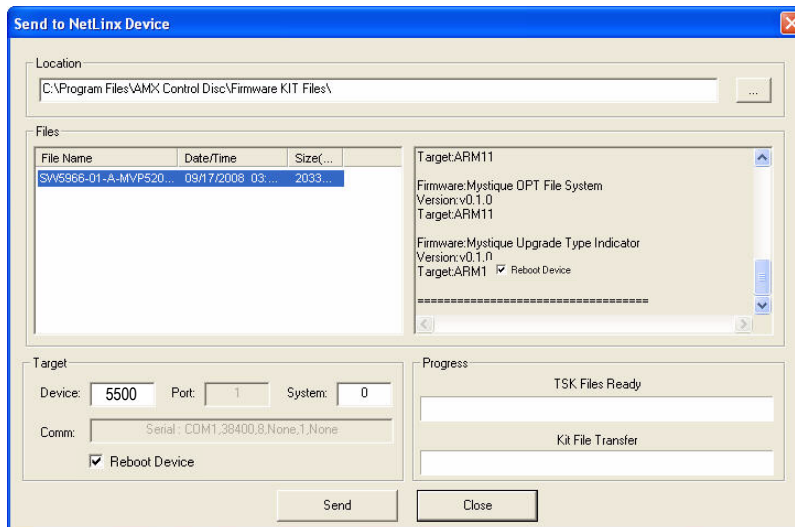 Send to NetLinx Device
Location
C:\Program Files\AMX Control Disc\Firmware KIT Files\
...
Files
File Name Date/Time Size(...
SW5966-01-A-MVP520... 09/17/2008 03:... 2033...
Target:ARM11
Firmware:Mystique OPT File System
Version:v0.1.0
Target:ARM11
Firmware:Mystique Upgrade Type Indicator
Version:v0.1.0
Target:ARM1 Reboot Device
===================================
Target
Device: 5500 Port: 1 System: 0
Comm: Serial : COM1,38400,8,None,1,None
Reboot Device
Progress
TSK Files Ready
Kit File Transfer
Send Close